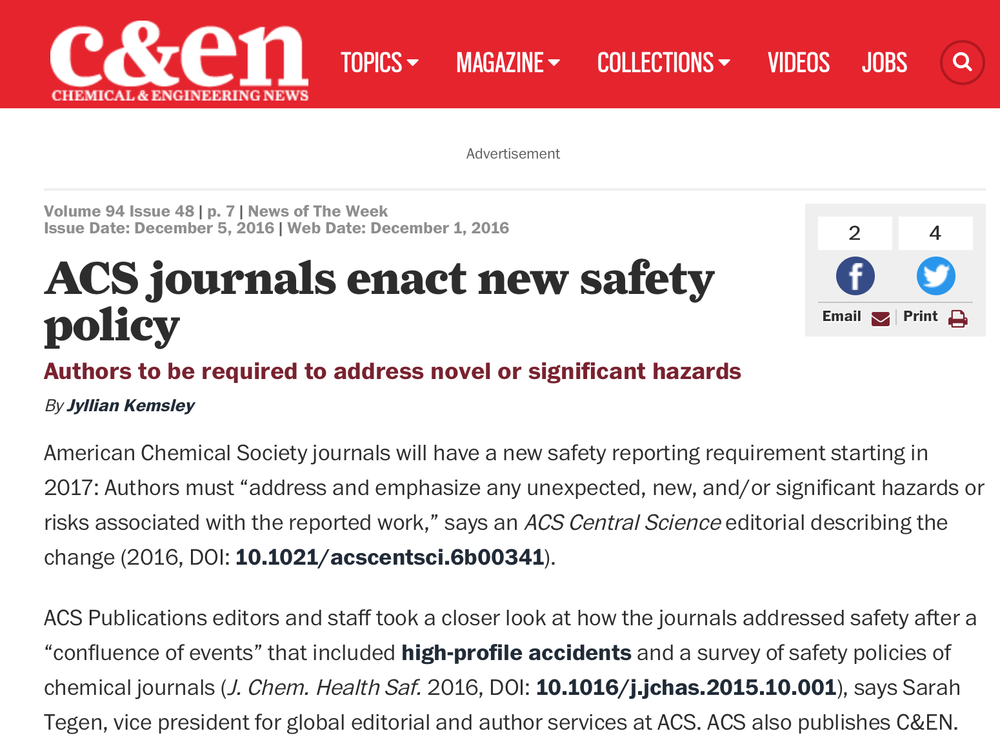 c&en
CHEMICAL & ENGINEERING NEWS
TOPICS MAGAZINE COLLECTIONS VIDEOS JOBS
Advertisement
Volume 94 Issue 48 | p. 7 | News of The Week
Issue Date: December 5, 2016 | Web Date: December 1, 2016
2 4
ACS journals enact new safety
policy
Email Print
Authors to be required to address novel or significant hazards
By Jyllian Kemsley
American Chemical Society journals will have a new safety reporting requirement starting in
2017: Authors must “address and emphasize any unexpected, new, and/or significant hazards or
risks associated with the reported work,” says an ACS Central Science editorial describing the
change (2016, DOI: 10.1021/acscentsci.6b00341).
ACS Publications editors and staff took a closer look at how the journals addressed safety after a
“confluence of events” that included high-profile accidents and a survey of safety policies of
chemical journals (J. Chem. Health Saf. 2016, DOI: 10.1016/j.jchas.2015.10.001), says Sarah
Tegen, vice president for global editorial and author services at ACS. ACS also publishes C&EN.